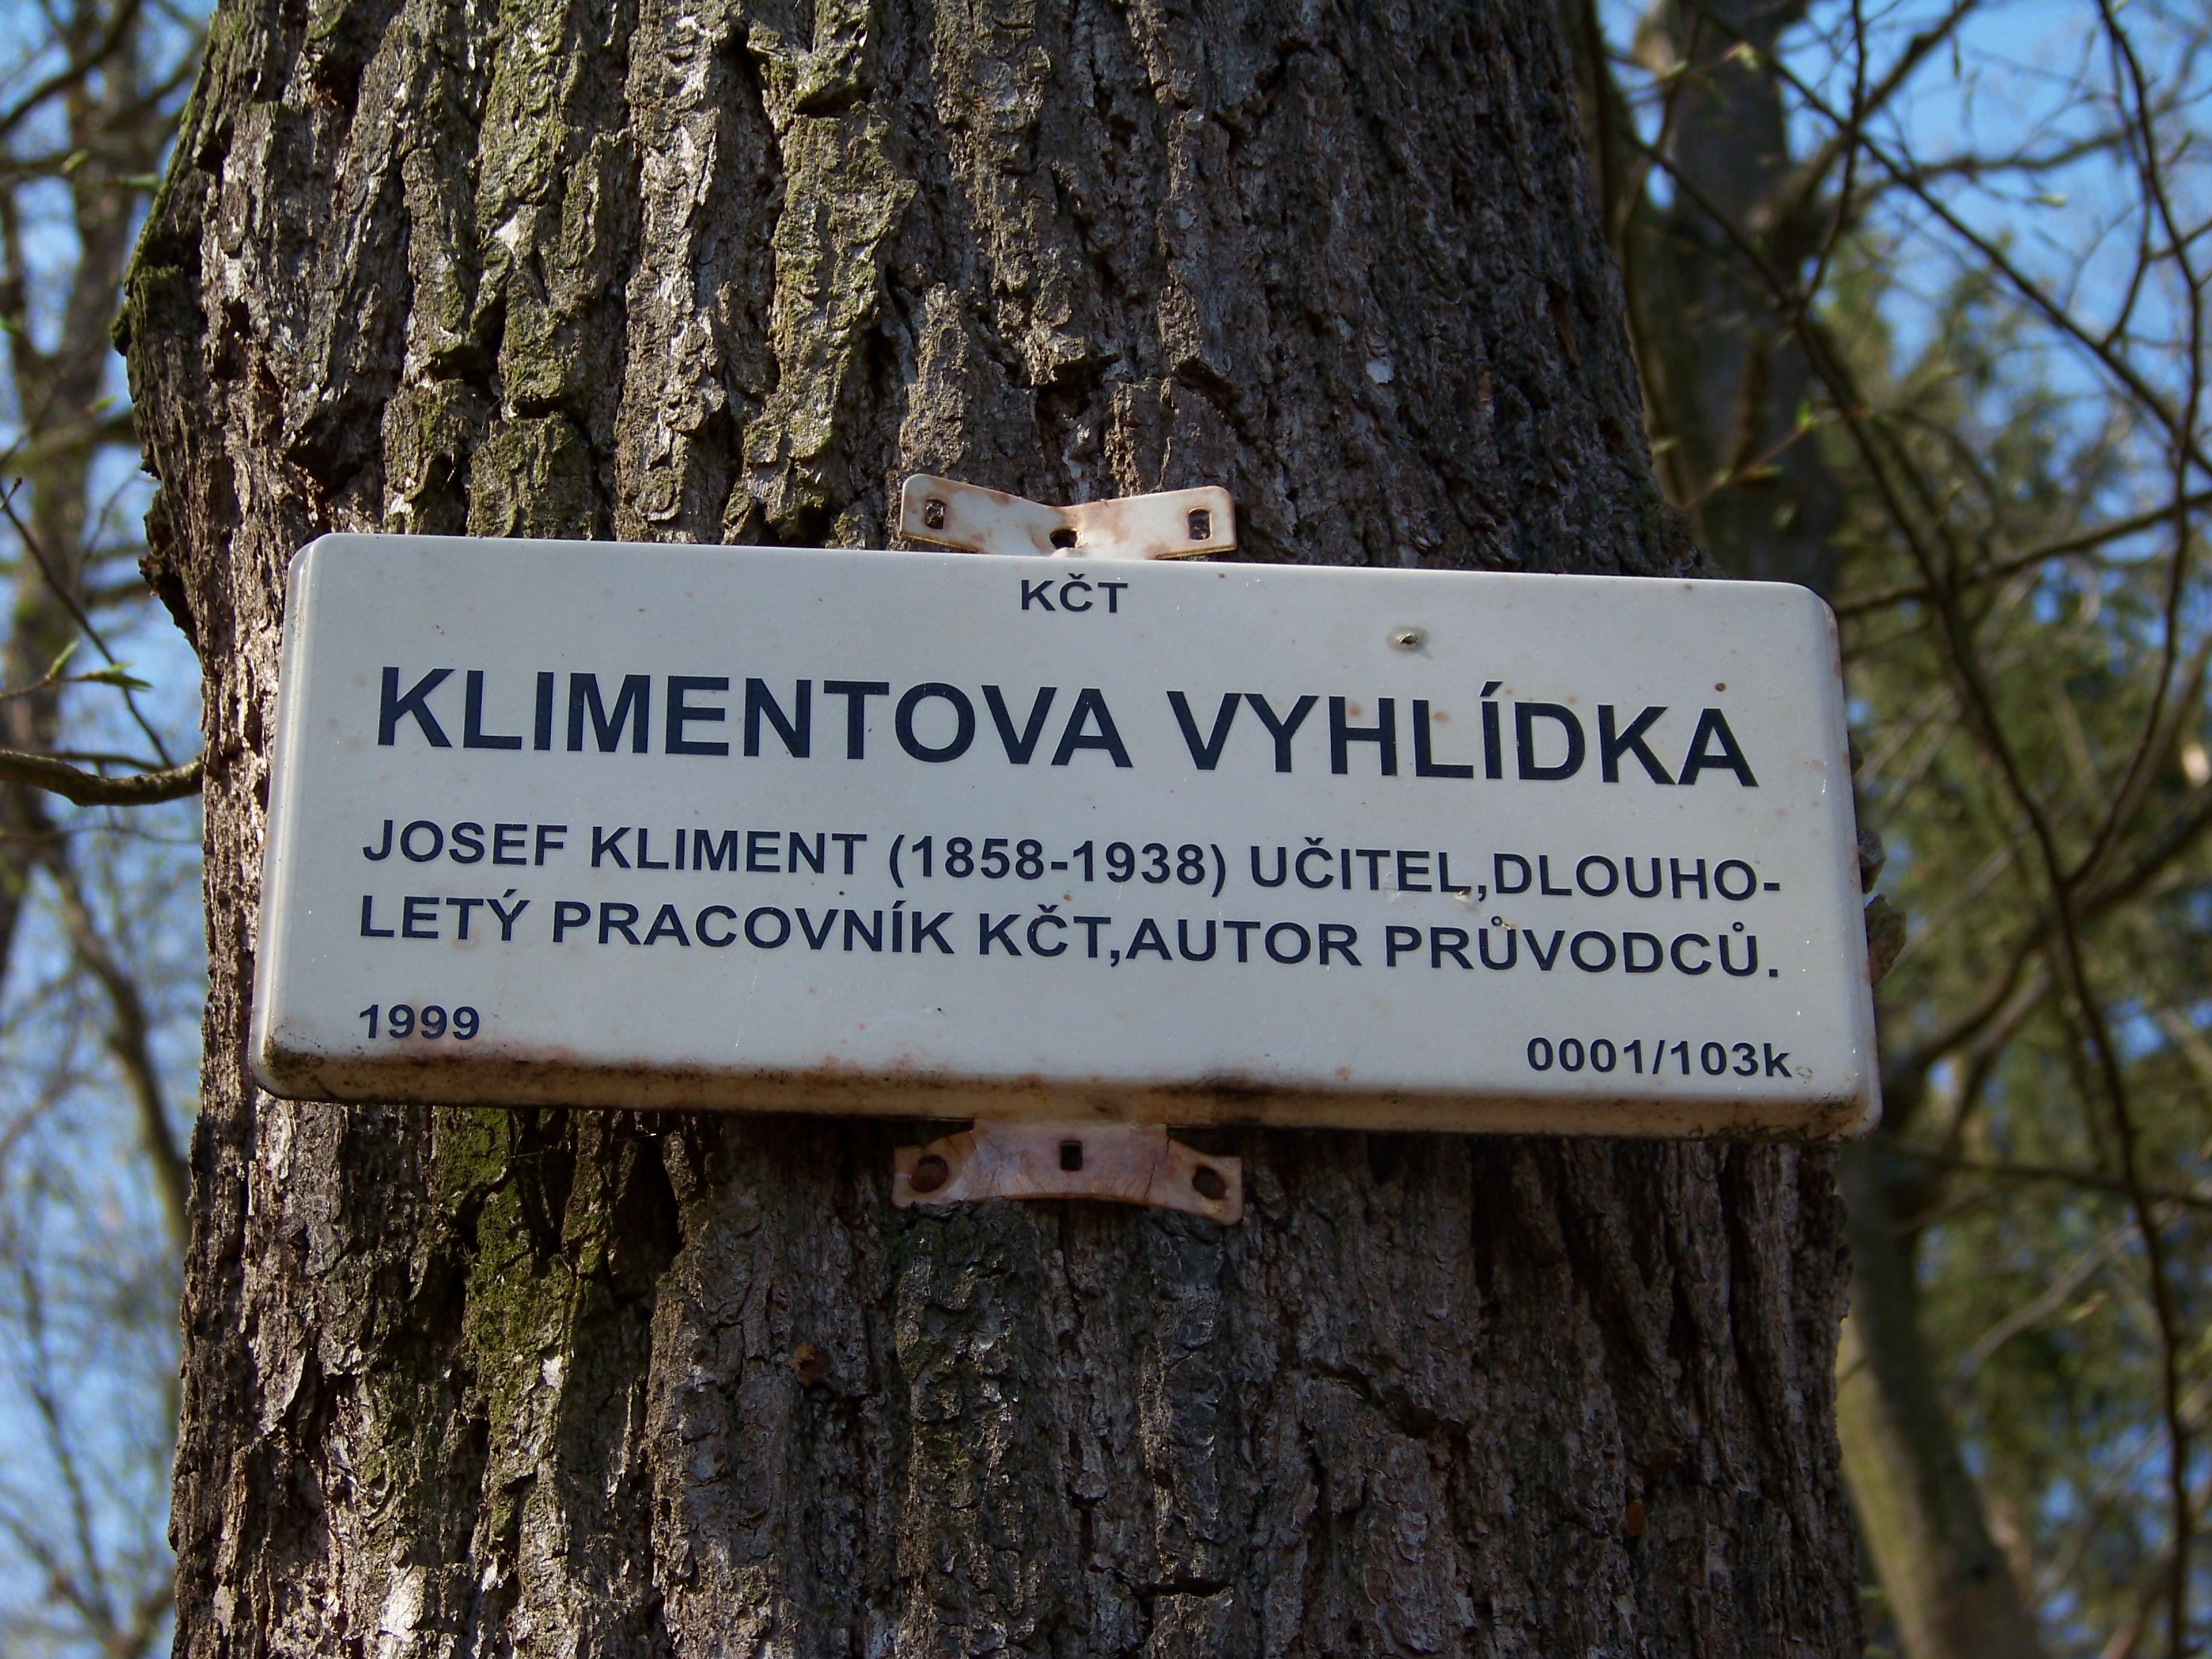 KČT
KLIMENTOVA VYHLÍDKA
JOSEF KLIMENT (1858-1938) UČITEL,DLOUHO-
LETÝ PRACOVNÍK KČT,AUTOR PRŮVODCŮ.
1999
0001/103k